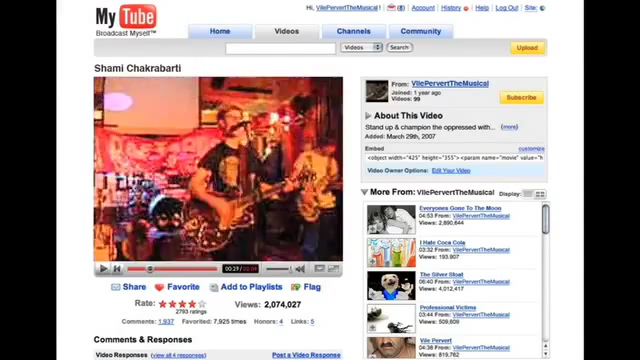 Hi, VilePervertTheMusical! (8) Account History Help Log Out Site:
MyTube
Broadcast Myself™
Home Videos Channels Community
Videos Search Upload
Shami Chakrabarti
From: VilePervertTheMusical
Joined: 1 year ago
Videos: 99
Subscribe
About This Video
Stand up & champion the oppressed with... (more)
Added: March 29th, 2007
Embed customize
<object width="425" height="355"><param name="movie" value="h
Video Owner Options: Edit Your Video
More From: VilePervertTheMusical Display:
Everyones Gone To The Moon
04:53 From: VilePervertTheMusical
Views: 2,890,644
I Hate Coca Cola
03:32 From: VilePervertTheMusical
Views: 193,907
The Silver Stoat
06:40 From: VilePervertTheMusical
Views: 4,012,417
Professional Victims
03:44 From: VilePervertTheMusical
Views: 509,609
Vile Pervert
04:38 From: VilePervertTheMusical
Views: 819,762
00:29
Share Favorite Add to Playlists Flag
Rate: Views: 2,074,027
2793 ratings
Comments: 1,937 Favorited: 7,925 times Honors: 4 Links: 5
Comments & Responses
Video Responses (view all 4 responses) Post a Video Response